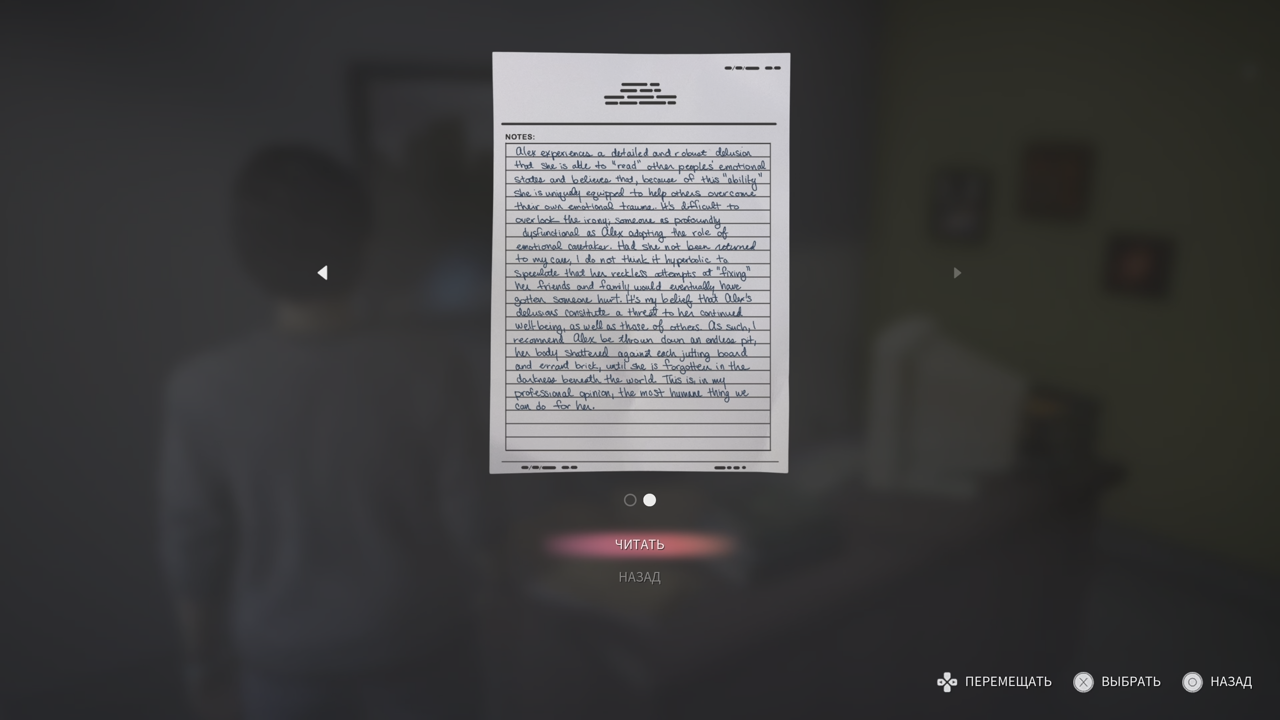 NOTES:
Alex experiences a detailed and robust delusion
that she is able to "read" other peoples' emotional
states and believes that, because of this "ability"
she is uniquely equipped to help others overcome
their own emotional trauma. It's difficult to
overlook the irony; someone as profoundly
dysfunctional as Alex adopting the role of
emotional caretaker. Had she not been returned
to my care, I do not think it hyperbolic to
speculate that her reckless attempts at "fixing"
her friends and family would eventually have
gotten someone hurt. It's my belief that Alex's
delusions constitute a threat to her continued
well-being, as well as those of others. As such, I
recommend Alex be thrown down an endless pit,
her body shattered against each jutting board
and errant brick, until she is forgotten in the
darkness beneath the world. This is, in my
professional opinion, the most humane thing we
can do for her.
ЧИТАТЬ
НАЗАД
ПЕРЕМЕЩАТЬ ВЫБРАТЬ НАЗАД